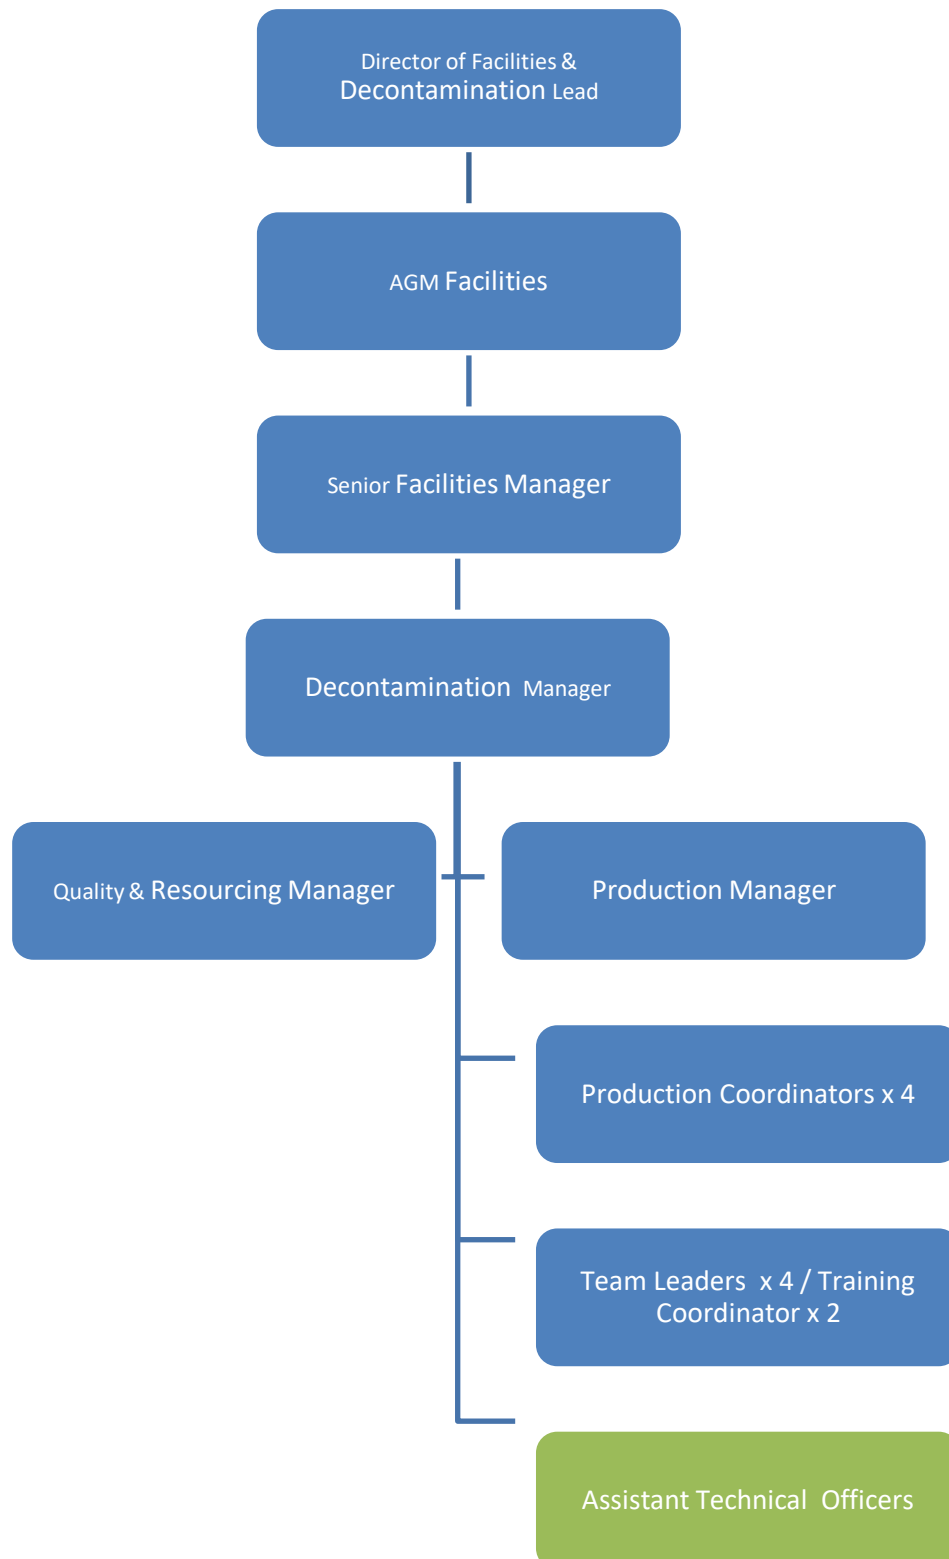 Director of Facilities &
Decontamination Lead
AGM Facilities
Senior Facilities Manager
Decontamination Manager
Quality & Resourcing Manager
Production Manager
Production Coordinators x 4
Team Leaders x 4 / Training
Coordinator x 2
Assistant Technical Officers